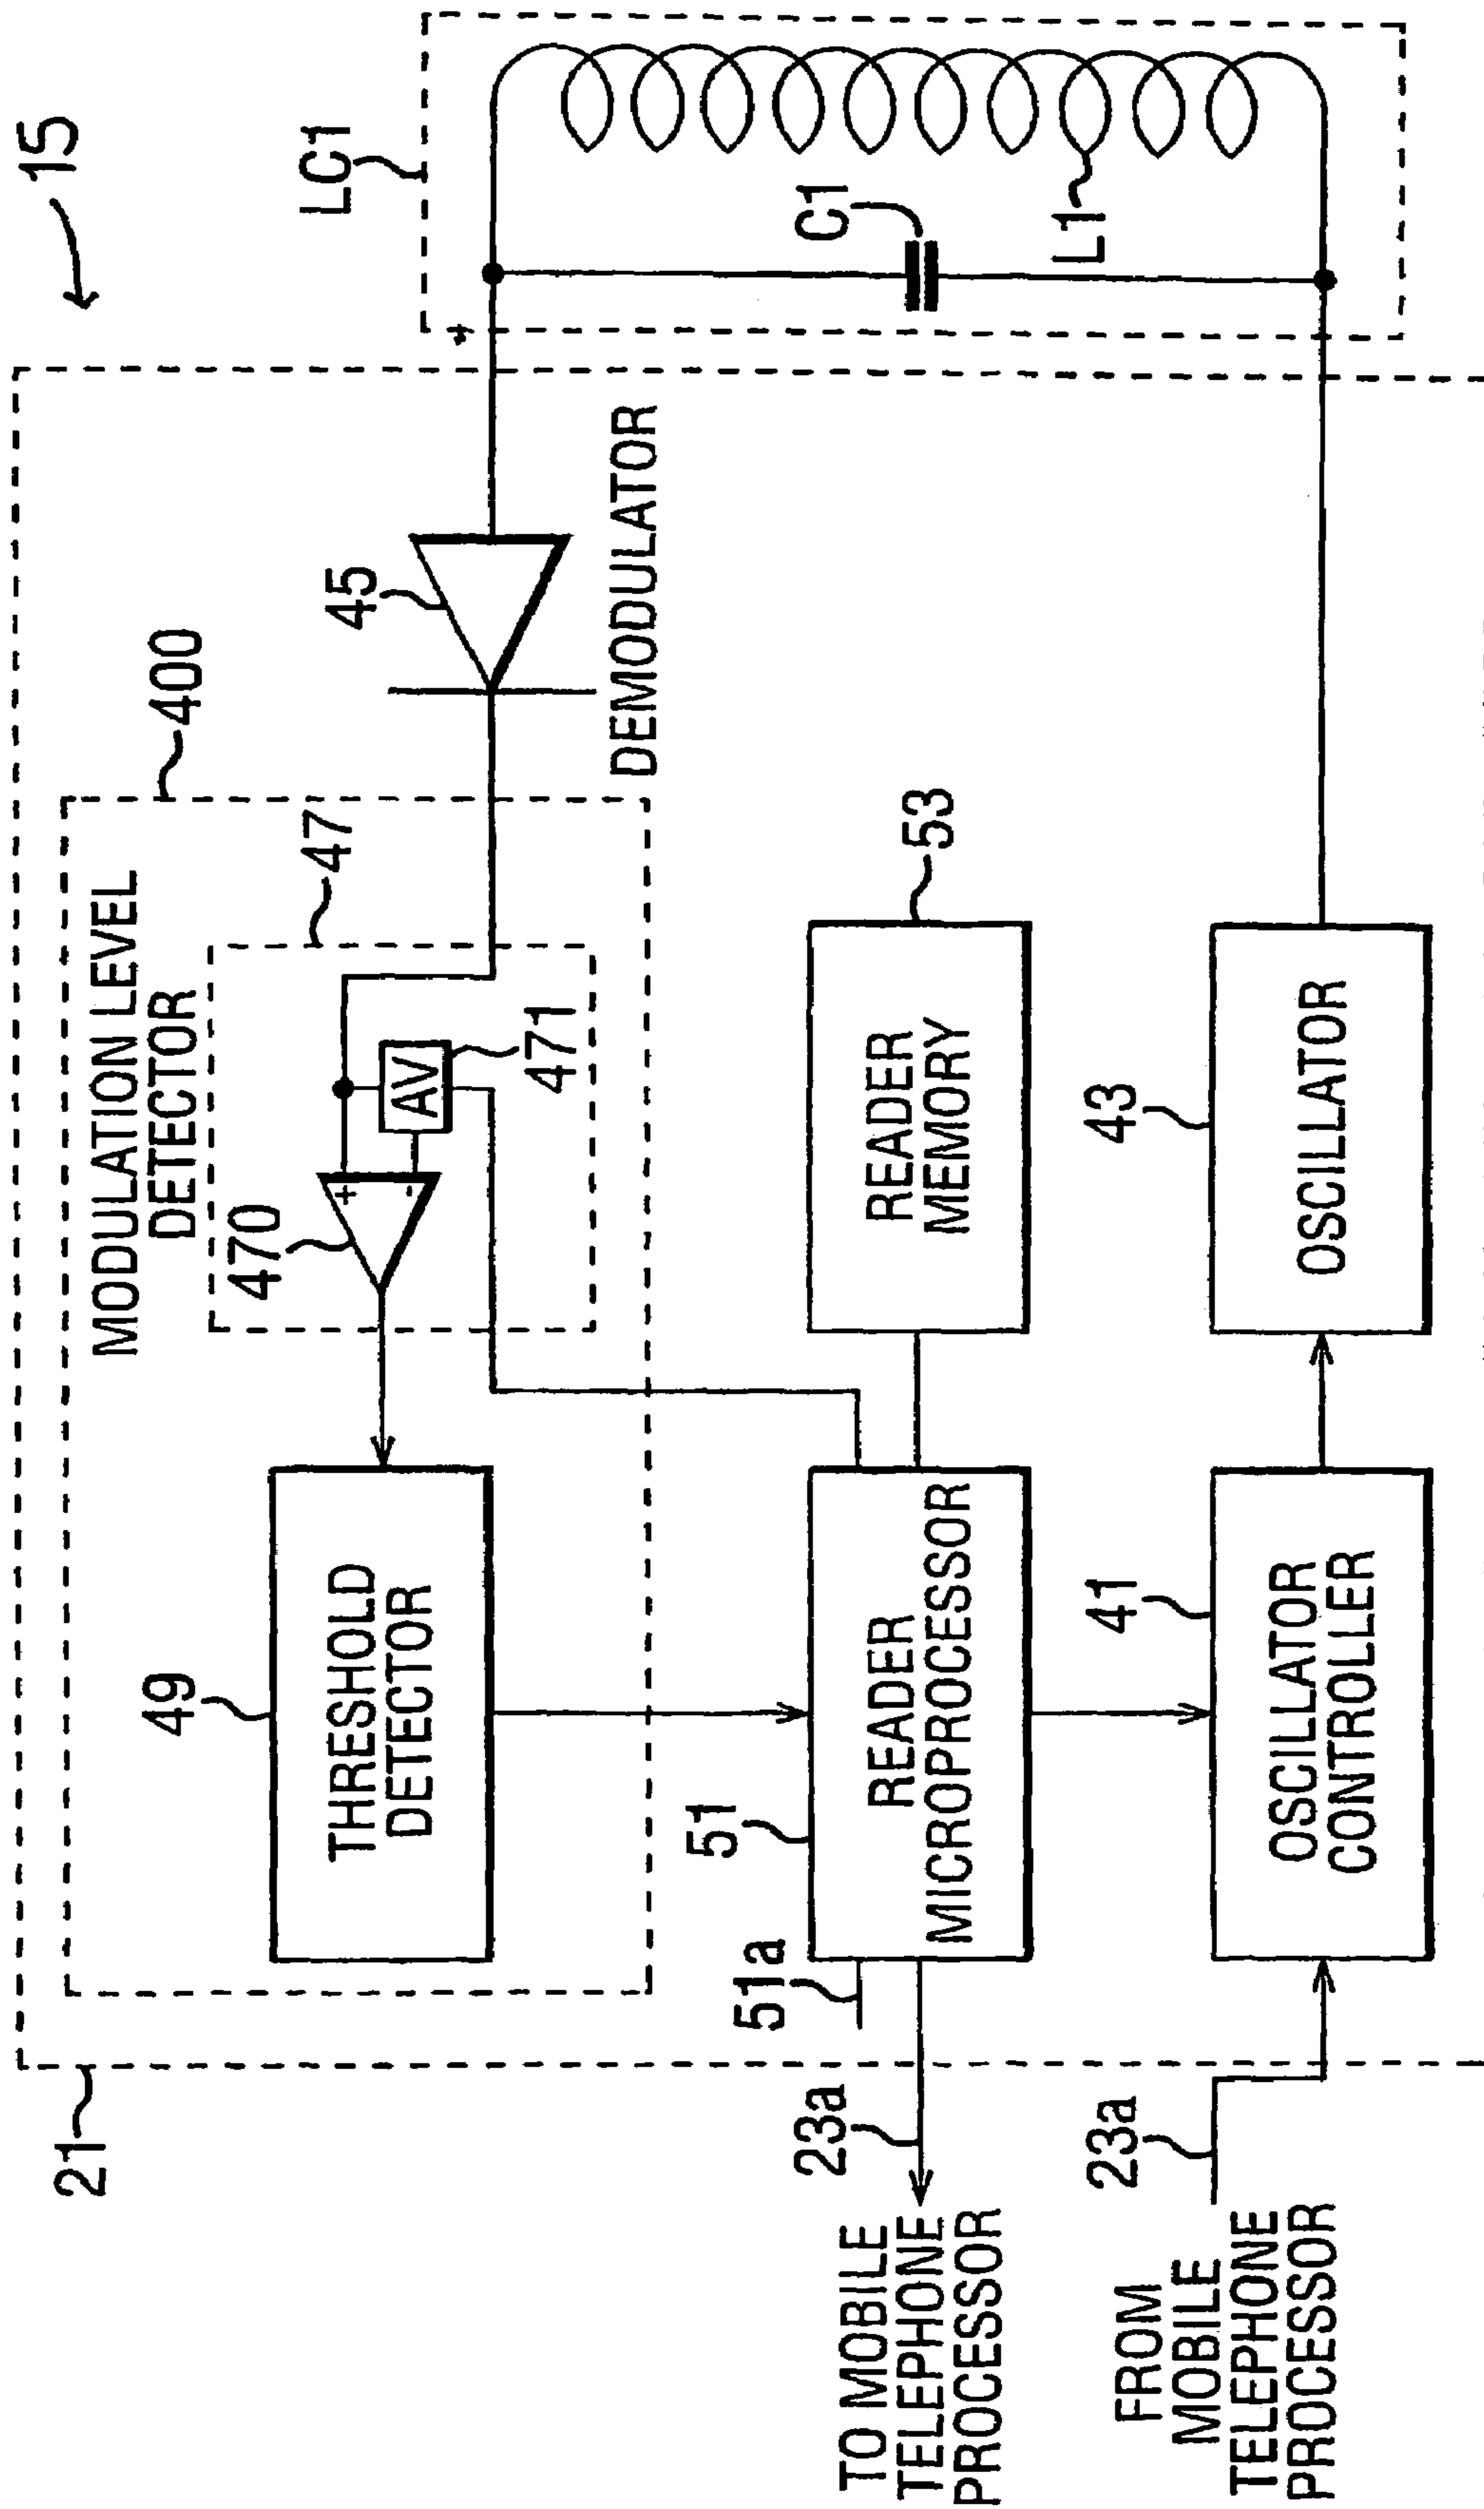 15
LC1
C1
L1
21
400
MODULATION LEVEL
DETECTOR
47
45
DEMODULATOR
470
+
-
AV
471
49
THRESHOLD
DETECTOR
51
51a
READER
MICROPROCESSOR
READER
MEMORY
53
41
OSCILLATOR
CONTROLLER
43
OSCILLATOR
23a
TO MOBILE
TELEPHONE
PROCESSOR
23a
FROM
MOBILE
TELEPHONE
PROCESSOR